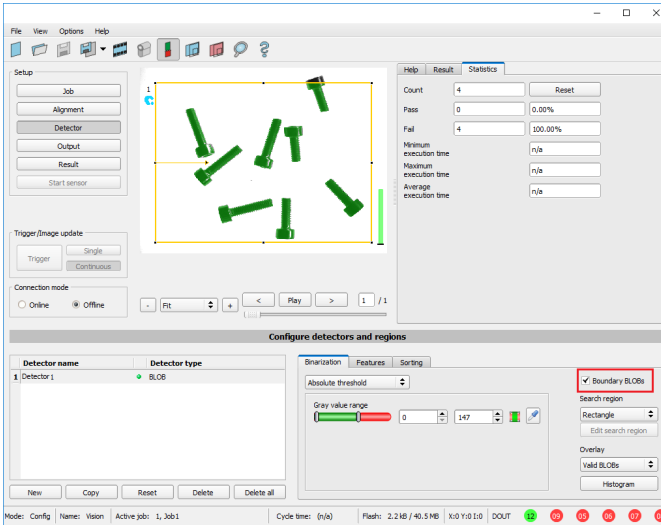 File View Options Help
Setup
Job
Alignment
Detector
Output
Result
Start sensor
Trigger/Image update
Trigger
Single
Continuous
Connection mode
Online Offline
1
- Fit + < Play > 1 / 1
Help Result Statistics
Count 4 Reset
Pass 0 0.00%
Fail 4 100.00%
Minimum
execution time n/a
Maximum
execution time n/a
Average
execution time n/a
Configure detectors and regions
Detector name Detector type
1 Detector1 BLOB
New Copy Reset Delete Delete all
Binarization Features Sorting
Absolute threshold
Gray value range
0 147
Boundary BLOBs
Search region
Rectangle
Edit search region
Overlay
Valid BLOBs
Histogram
Mode: Config Name: Vision Active job: 1, Job1 Cycle time: (n/a) Flash: 2.2 kB / 40.5 MB X:0 Y:0 I:0 DOUT 12 09 05 06 07